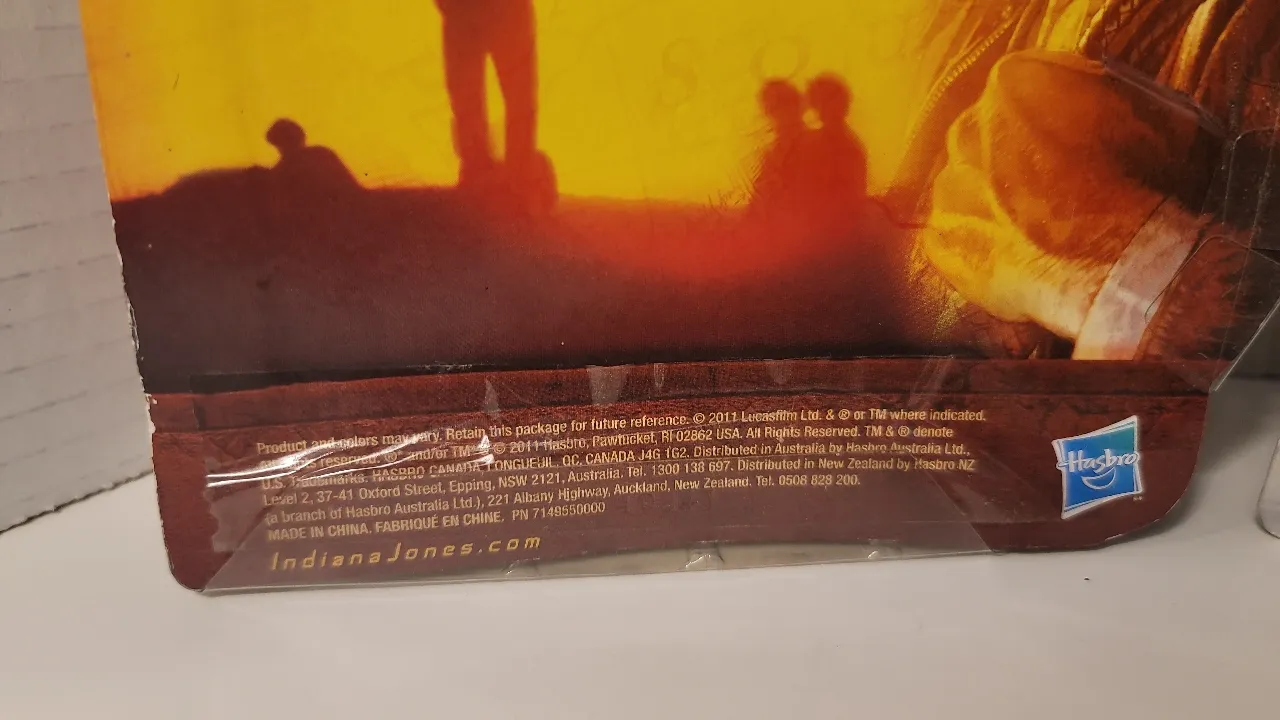 Product and colors may vary. Retain this package for future reference. © 2011 Lucasfilm Ltd. & ® or TM where indicated.
rights reserved. ®* and/or TM* & © 2011 Hasbro, Pawtucket, RI 02862 USA. All Rights Reserved. TM & ® denote
U.S. Trademarks. HASBRO CANADA, LONGUEUIL, QC, CANADA J4G 1G2. Distributed in Australia by Hasbro Australia Ltd.,
Level 2, 37-41 Oxford Street, Epping, NSW 2121, Australia. Tel. 1300 138 697. Distributed in New Zealand by Hasbro NZ
(a branch of Hasbro Australia Ltd.), 221 Albany Highway, Auckland, New Zealand. Tel. 0508 828 200.
MADE IN CHINA. FABRIQUÉ EN CHINE. PN 7149550000
IndianaJones.com
Hasbro